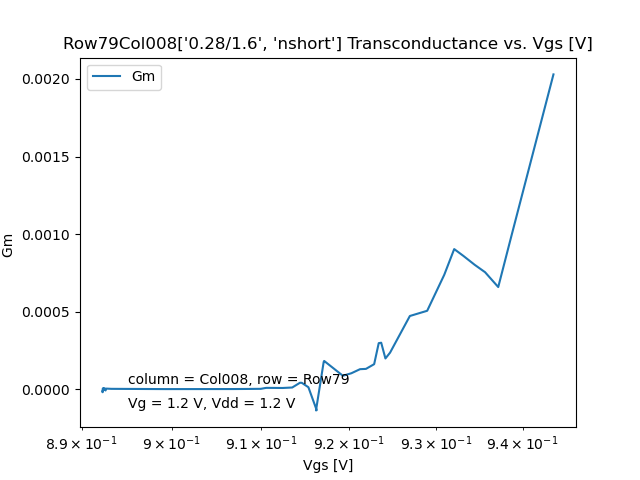 Row79Col008['0.28/1.6', 'nshort'] Transconductance vs. Vgs [V]
Gm
0.0020
0.0015
0.0010
0.0005
0.0000
Gm
column = Col008, row = Row79
Vg = 1.2 V, Vdd = 1.2 V
8.9 × 10⁻¹ 9 × 10⁻¹ 9.1 × 10⁻¹ 9.2 × 10⁻¹ 9.3 × 10⁻¹ 9.4 × 10⁻¹
Vgs [V]